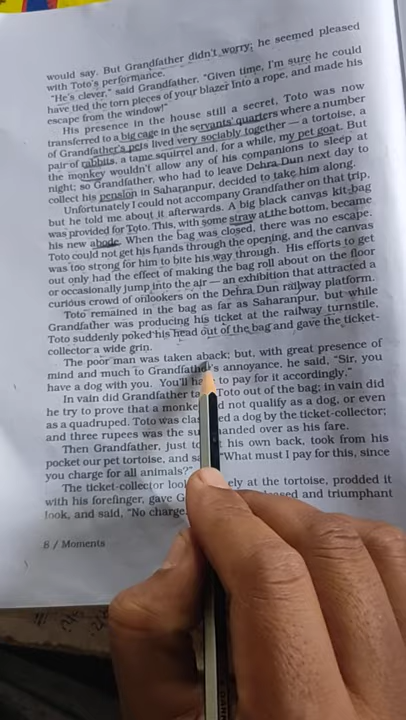 would say. But Grandfather didn't worry; he seemed pleased
with Toto's performance.
"He's clever," said Grandfather. "Given time, I'm sure he could
have tied the torn pieces of your blazer into a rope, and made his
escape from the window!"
His presence in the house still a secret, Toto was now
transferred to a big cage in the servants' quarters where a number
of Grandfather's pets lived very sociably together — a tortoise, a
pair of rabbits, a tame squirrel and, for a while, my pet goat. But
the monkey wouldn't allow any of his companions to sleep at
night; so Grandfather, who had to leave Dehra Dun next day to
collect his pension in Saharanpur, decided to take him along.
Unfortunately I could not accompany Grandfather on that trip,
but he told me about it afterwards. A big black canvas kit-bag
was provided for Toto. This, with some straw at the bottom, became
his new abode. When the bag was closed, there was no escape.
Toto could not get his hands through the opening, and the canvas
was too strong for him to bite his way through. His efforts to get
out only had the effect of making the bag roll about on the floor
or occasionally jump into the air — an exhibition that attracted a
curious crowd of onlookers on the Dehra Dun railway platform.
Toto remained in the bag as far as Saharanpur, but while
Grandfather was producing his ticket at the railway turnstile,
Toto suddenly poked his head out of the bag and gave the ticket-
collector a wide grin.
The poor man was taken aback; but, with great presence of
mind and much to Grandfather's annoyance, he said, "Sir, you
have a dog with you. You'll have to pay for it accordingly."
In vain did Grandfather Toto out of the bag; in vain did
he try to prove that a monkey did not qualify as a dog, or even
as a quadruped. Toto was a dog by the ticket-collector;
and three rupees was the handed over as his fare.
Then Grandfather, just to his own back, took from his
pocket our pet tortoise, and "What must I pay for this, since
you charge for all animals?"
The ticket-collector at the tortoise, prodded it
with his forefinger, gave and triumphant
look, and said, "No charge.
8 / Moments